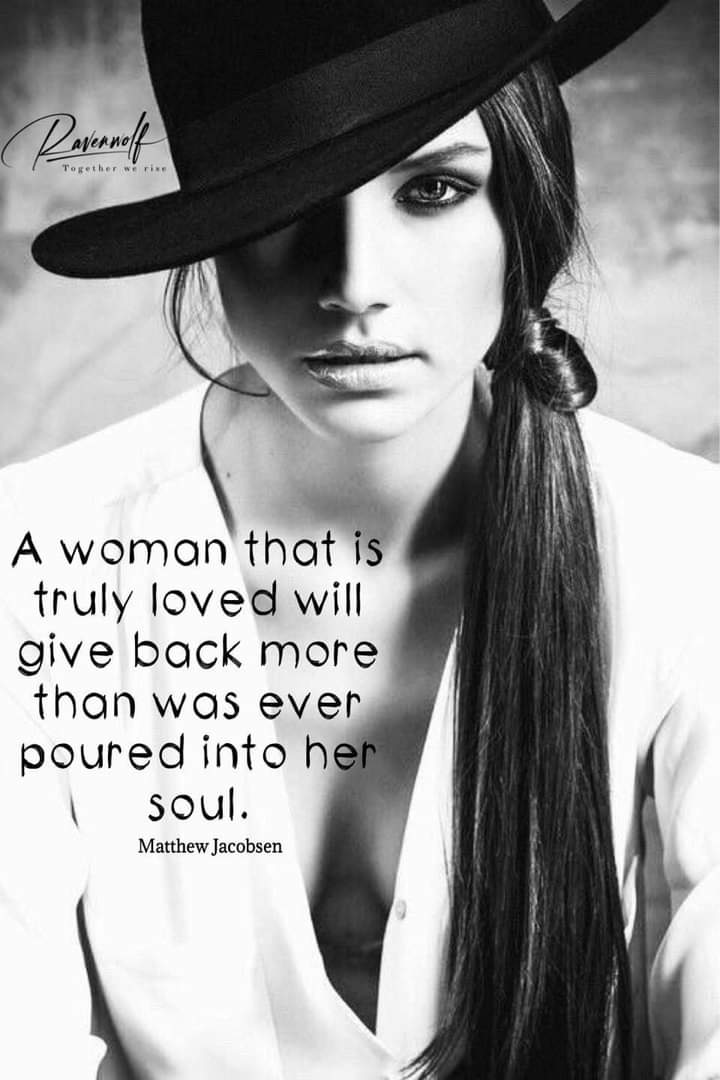 Ravenwolf
Together we rise
A woman that is
truly loved will
give back more
than was ever
poured into her
soul.
Matthew Jacobsen